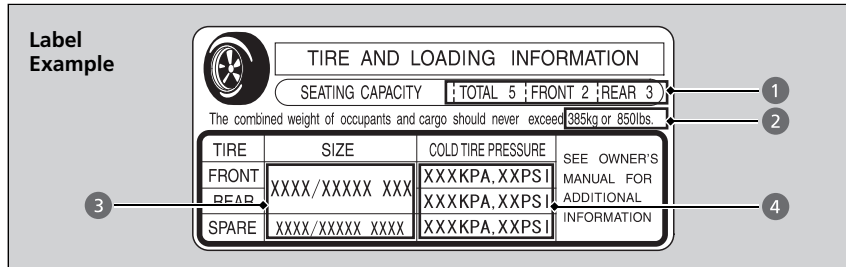 Label
Example
TIRE AND LOADING INFORMATION
SEATING CAPACITY TOTAL 5 FRONT 2 REAR 3
1
The combined weight of occupants and cargo should never exceed 385kg or 850lbs.
2
TIRE SIZE COLD TIRE PRESSURE
SEE OWNER'S
MANUAL FOR
ADDITIONAL
INFORMATION
FRONT XXXX/XXXXX XXX XXXKPA,XXPSI
REAR XXXKPA,XXPSI
SPARE XXXX/XXXXX XXXX XXXKPA,XXPSI
3
4